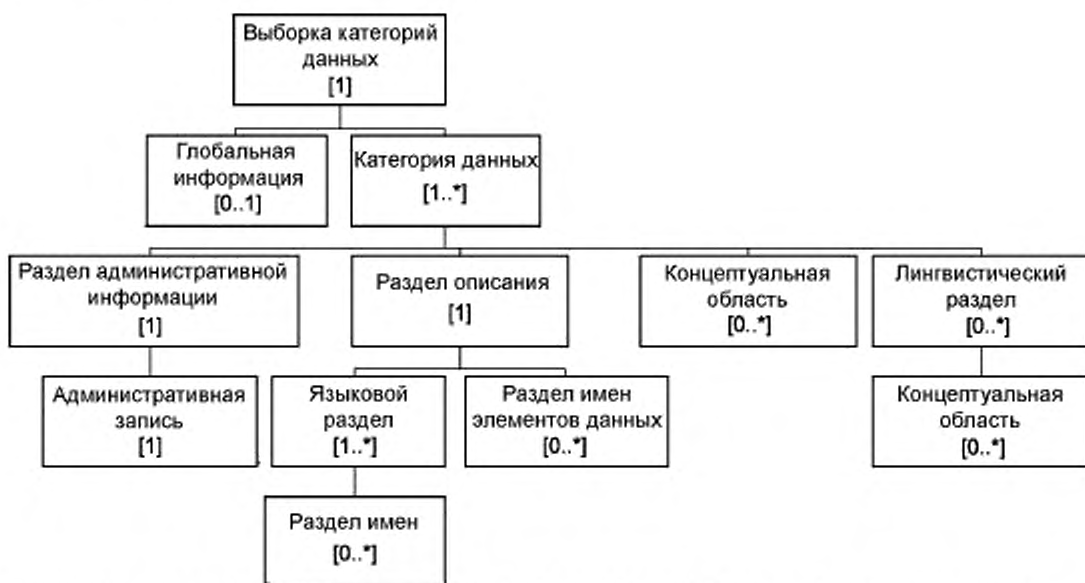 Выборка категорий
данных
[1]
Глобальная
информация
[0..1]
Категория данных
[1..*]
Раздел административной
информации
[1]
Раздел описания
[1]
Концептуальная
область
[0..*]
Лингвистический
раздел
[0..*]
Административная
запись
[1]
Языковой
раздел
[1..*]
Раздел имен
элементов данных
[0..*]
Концептуальная
область
[0..*]
Раздел имен
[0..*]